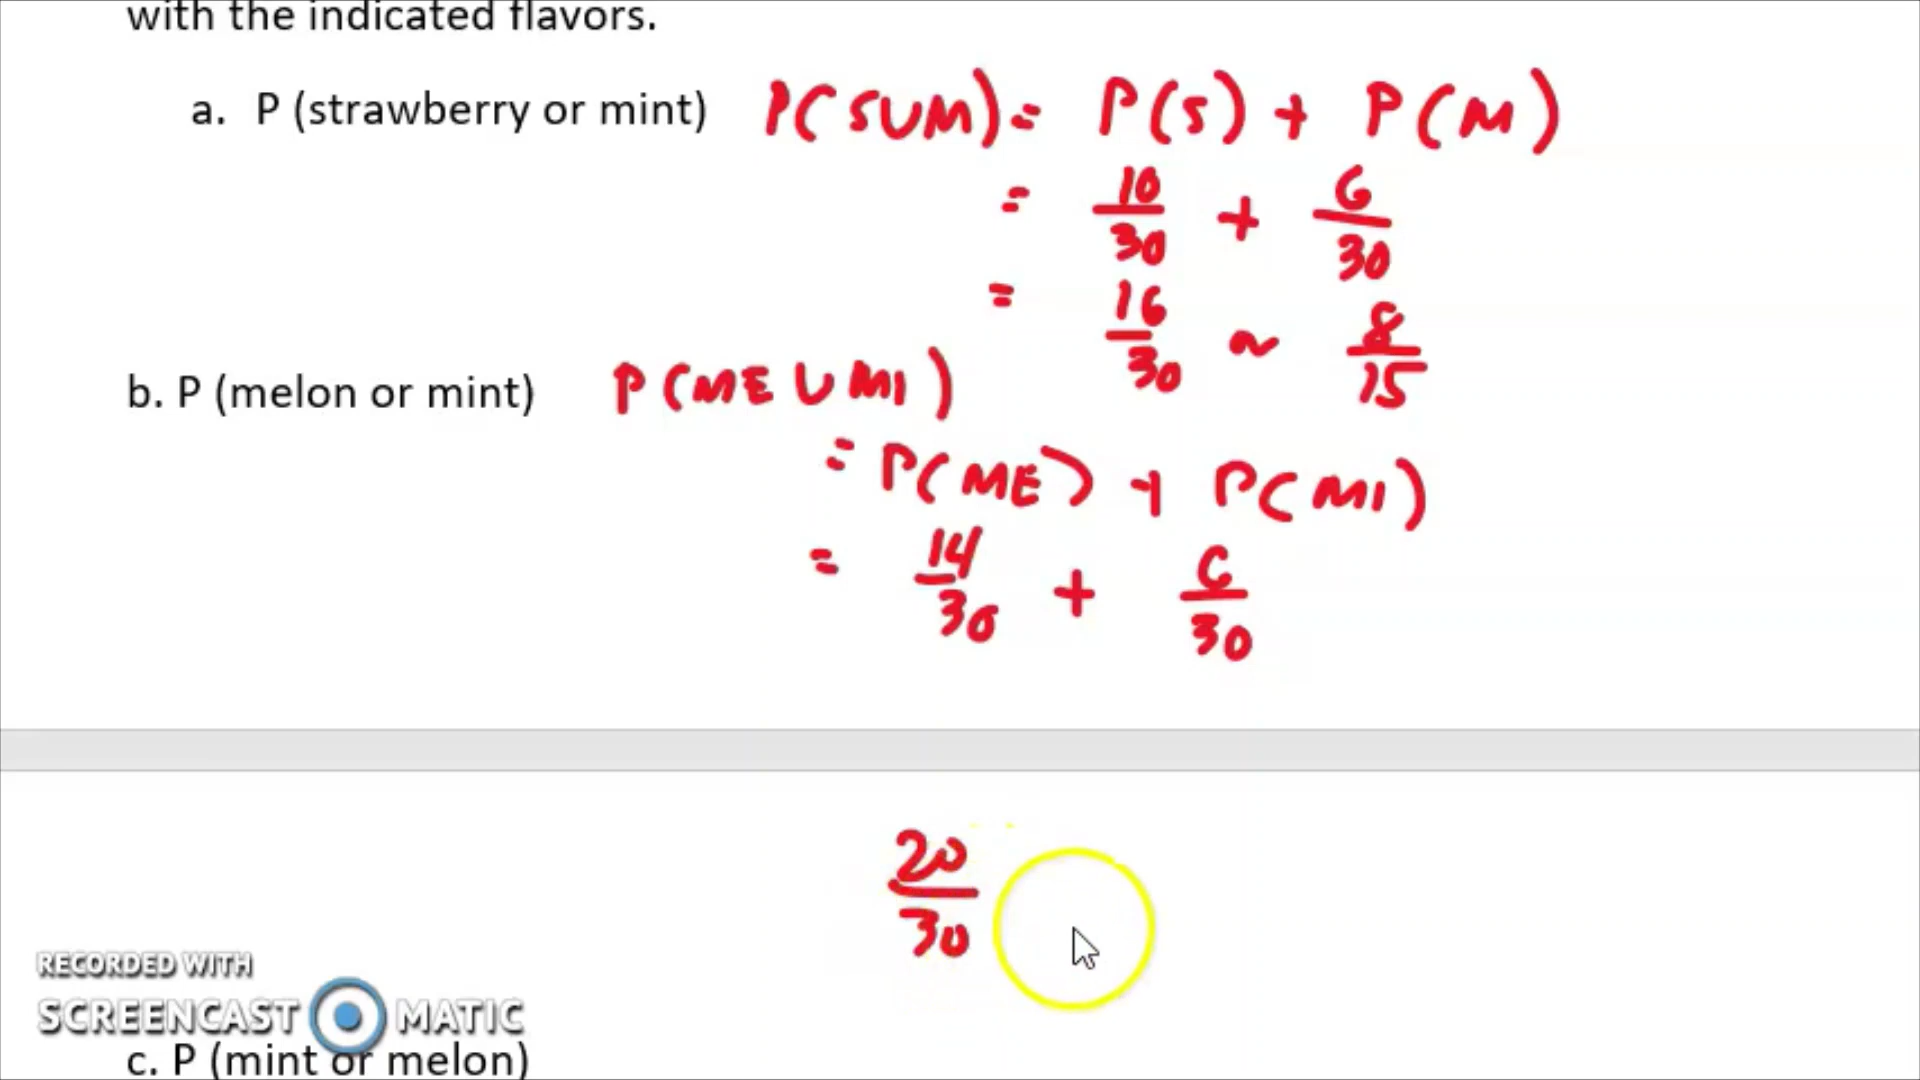 with the indicated flavors.
a. P (strawberry or mint) P(SUM) = P(S) + P(M)
= 10/30 + 6/30
= 16/30 ~ 8/15
b. P (melon or mint) P(ME U MI)
= P(ME) + P(MI)
= 14/30 + 6/30
20/30
RECORDED WITH
SCREENCAST MATIC
c. P (mint or melon)